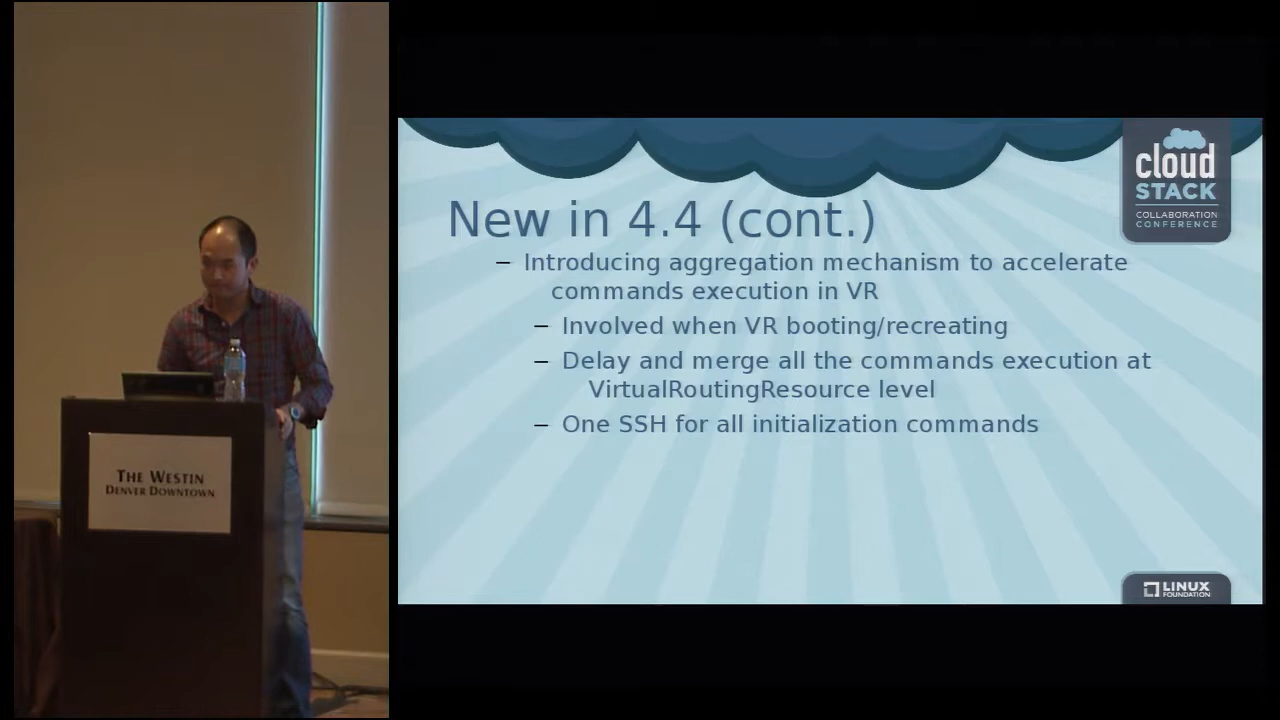 cloud
STACK
COLLABORATION
CONFERENCE
New in 4.4 (cont.)
– Introducing aggregation mechanism to accelerate
commands execution in VR
– Involved when VR booting/recreating
– Delay and merge all the commands execution at
VirtualRoutingResource level
– One SSH for all initialization commands
THE WESTIN
DENVER DOWNTOWN
LINUX
FOUNDATION